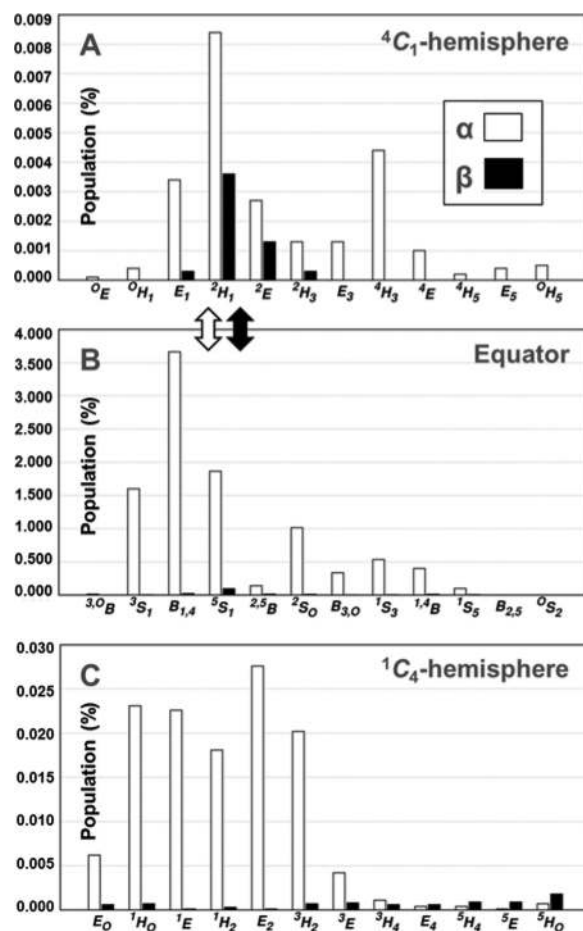 A
⁴C₁-hemisphere
Population (%)
α
β
0.009
0.008
0.007
0.006
0.005
0.004
0.003
0.002
0.001
0.000
ᴼE ᴼH₁ E₁ ²H₁ ²E ²H₃ E₃ ⁴H₃ ⁴E ⁴H₅ E₅ ᴼH₅
B
Equator
Population (%)
4.000
3.500
3.000
2.500
2.000
1.500
1.000
0.500
0.000
³,ᴼB ³S₁ B₁,₄ ⁵S₁ ²,⁵B ²Sₒ B₃,ₒ ¹S₃ ¹,⁴B ¹S₅ B₂,₅ ᴼS₂
C
¹C₄-hemisphere
Population (%)
0.030
0.025
0.020
0.015
0.010
0.005
0.000
Eₒ ¹Hₒ ¹E ¹H₂ E₂ ³H₂ ³E ³H₄ E₄ ⁵H₄ ⁵E ⁵Hₒ